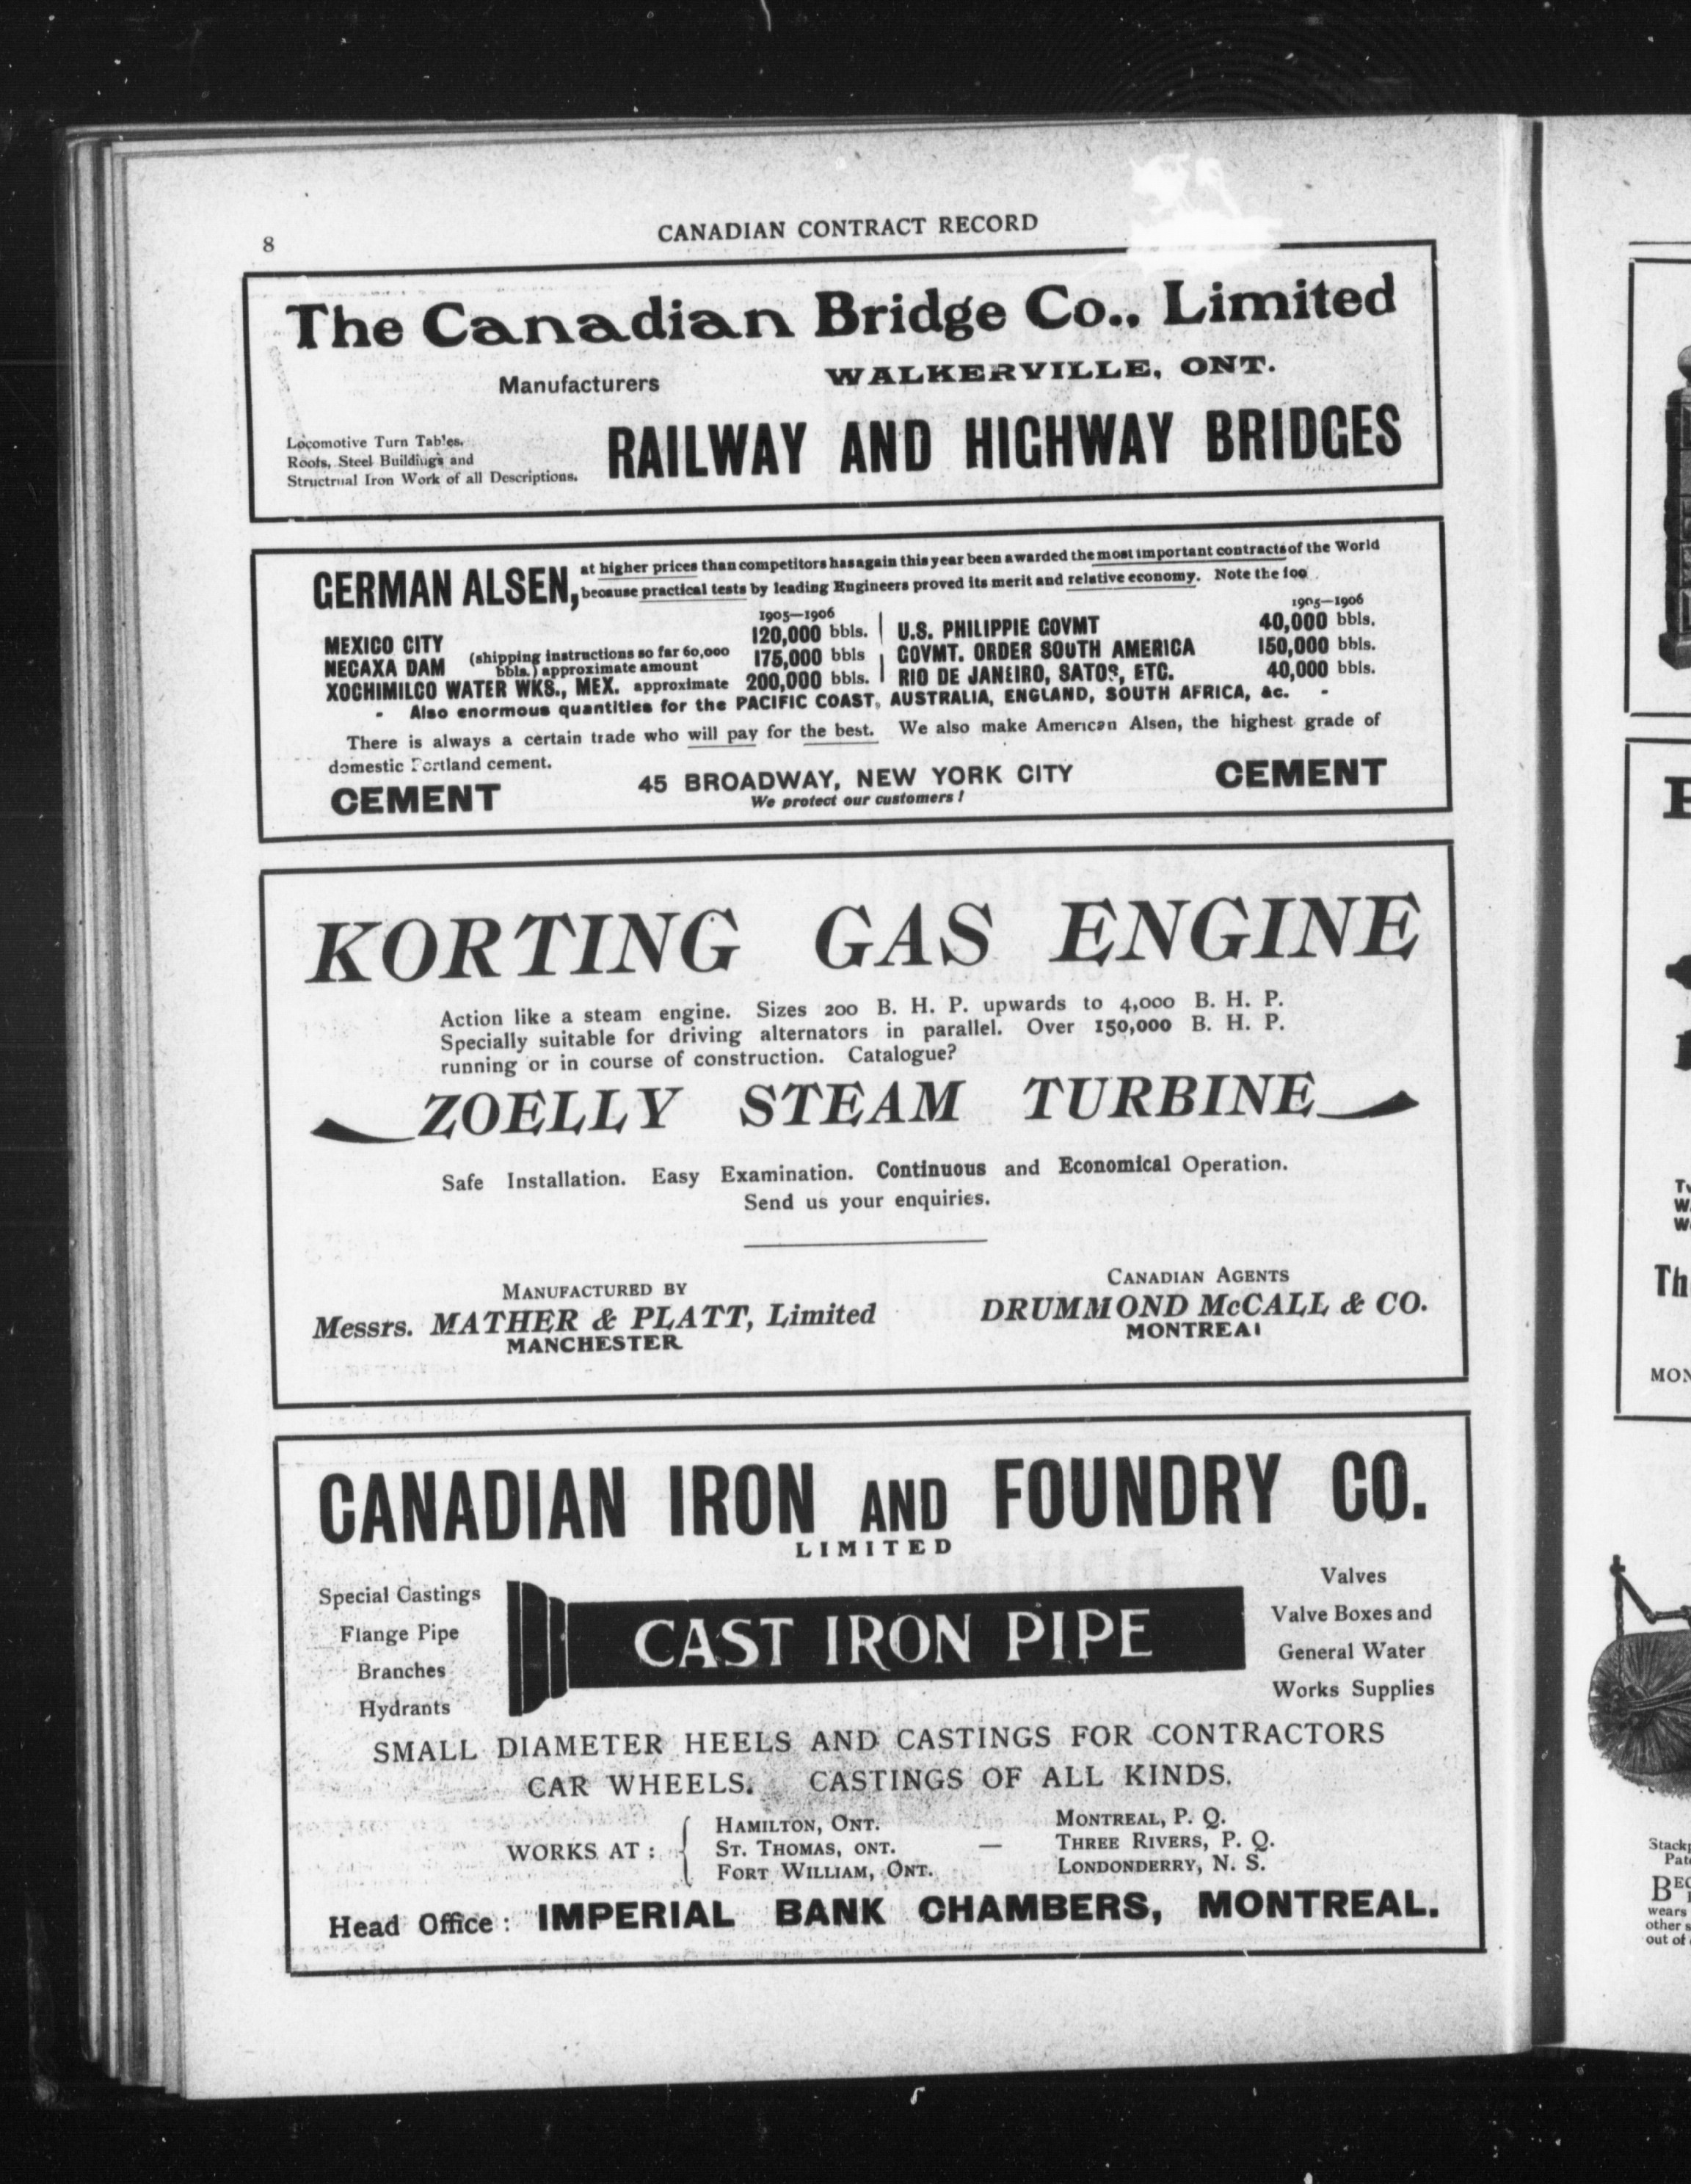 8
CANADIAN CONTRACT RECORD
The Canadian Bridge Co., Limited
Manufacturers
WALKERVILLE, ONT.
Locomotive Turn Tables,
Roofs, Steel Buildings and
Structrual Iron Work of all Descriptions.
RAILWAY AND HIGHWAY BRIDGES
GERMAN ALSEN, at higher prices than competitors has again this year been awarded the most important contracts of the World
because practical tests by leading Engineers proved its merit and relative economy. Note the 100
1905—1906
1905—1906
MEXICO CITY 120,000 bbls. U.S. PHILIPPIE GOVMT 40,000 bbls.
NECAXA DAM (shipping instructions so far 60,000 bbls.) approximate amount 175,000 bbls GOVMT. ORDER SOUTH AMERICA 150,000 bbls.
XOCHIMILCO WATER WKS., MEX. approximate 200,000 bbls. RIO DE JANEIRO, SATOS, ETC. 40,000 bbls.
- Also enormous quantities for the PACIFIC COAST, AUSTRALIA, ENGLAND, SOUTH AFRICA, &c. -
There is always a certain trade who will pay for the best. We also make American Alsen, the highest grade of
domestic Portland cement.
CEMENT 45 BROADWAY, NEW YORK CITY CEMENT
We protect our customers!
KORTING GAS ENGINE
Action like a steam engine. Sizes 200 B. H. P. upwards to 4,000 B. H. P.
Specially suitable for driving alternators in parallel. Over 150,000 B. H. P.
running or in course of construction. Catalogue?
ZOELLY STEAM TURBINE
Safe Installation. Easy Examination. Continuous and Economical Operation.
Send us your enquiries.
MANUFACTURED BY
Messrs. MATHER & PLATT, Limited
MANCHESTER
CANADIAN AGENTS
DRUMMOND McCALL & CO.
MONTREAL
CANADIAN IRON AND FOUNDRY CO.
LIMITED
Special Castings
Flange Pipe
Branches
Hydrants
CAST IRON PIPE
Valves
Valve Boxes and
General Water
Works Supplies
SMALL DIAMETER HEELS AND CASTINGS FOR CONTRACTORS
CAR WHEELS. CASTINGS OF ALL KINDS.
WORKS AT :
HAMILTON, ONT.
ST. THOMAS, ONT.
FORT WILLIAM, ONT.
—
MONTREAL, P. Q.
THREE RIVERS, P. Q.
LONDONDERRY, N. S.
Head Office : IMPERIAL BANK CHAMBERS, MONTREAL.
Th
wears
other
out of